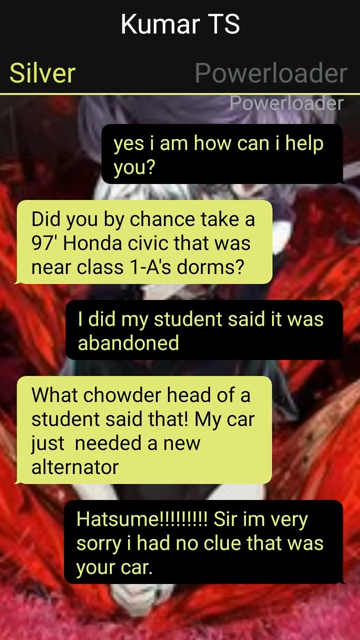 Kumar TS
Silver Powerloader
Powerloader
yes i am how can i help
you?
Did you by chance take a
97' Honda civic that was
near class 1-A's dorms?
I did my student said it was
abandoned
What chowder head of a
student said that! My car
just  needed a new
alternator
Hatsume!!!!!!!!! Sir im very
sorry i had no clue that was
your car.